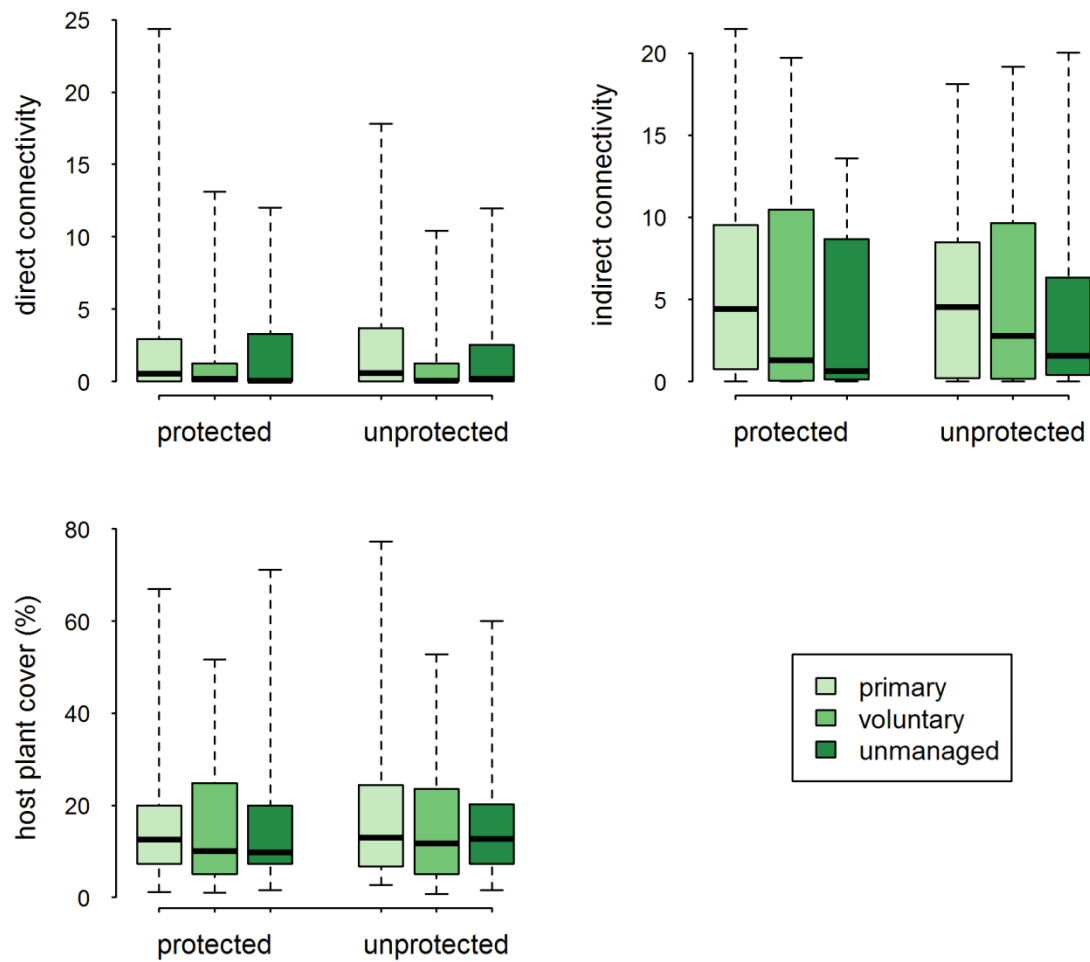 direct connectivity
25
20
15
10
5
0
protected unprotected
indirect connectivity
20
15
10
5
0
protected unprotected
host plant cover (%)
80
60
40
20
0
protected unprotected
primary
voluntary
unmanaged